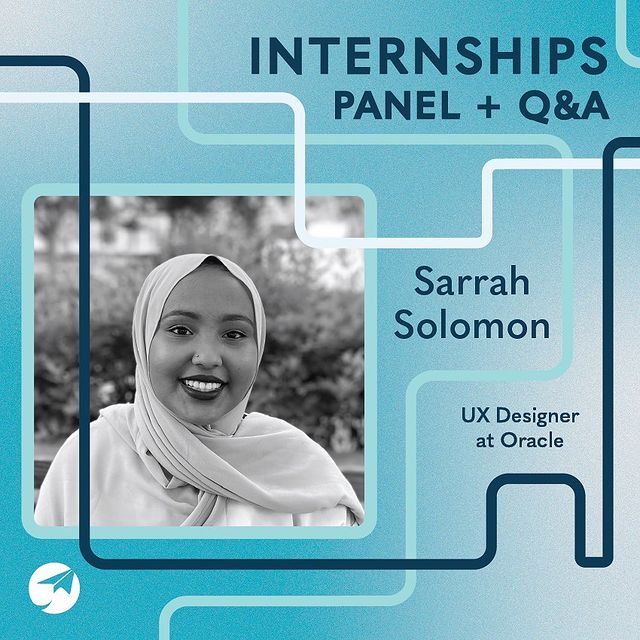 INTERNSHIPS
PANEL + Q&A
Sarrah
Solomon
UX Designer
at Oracle